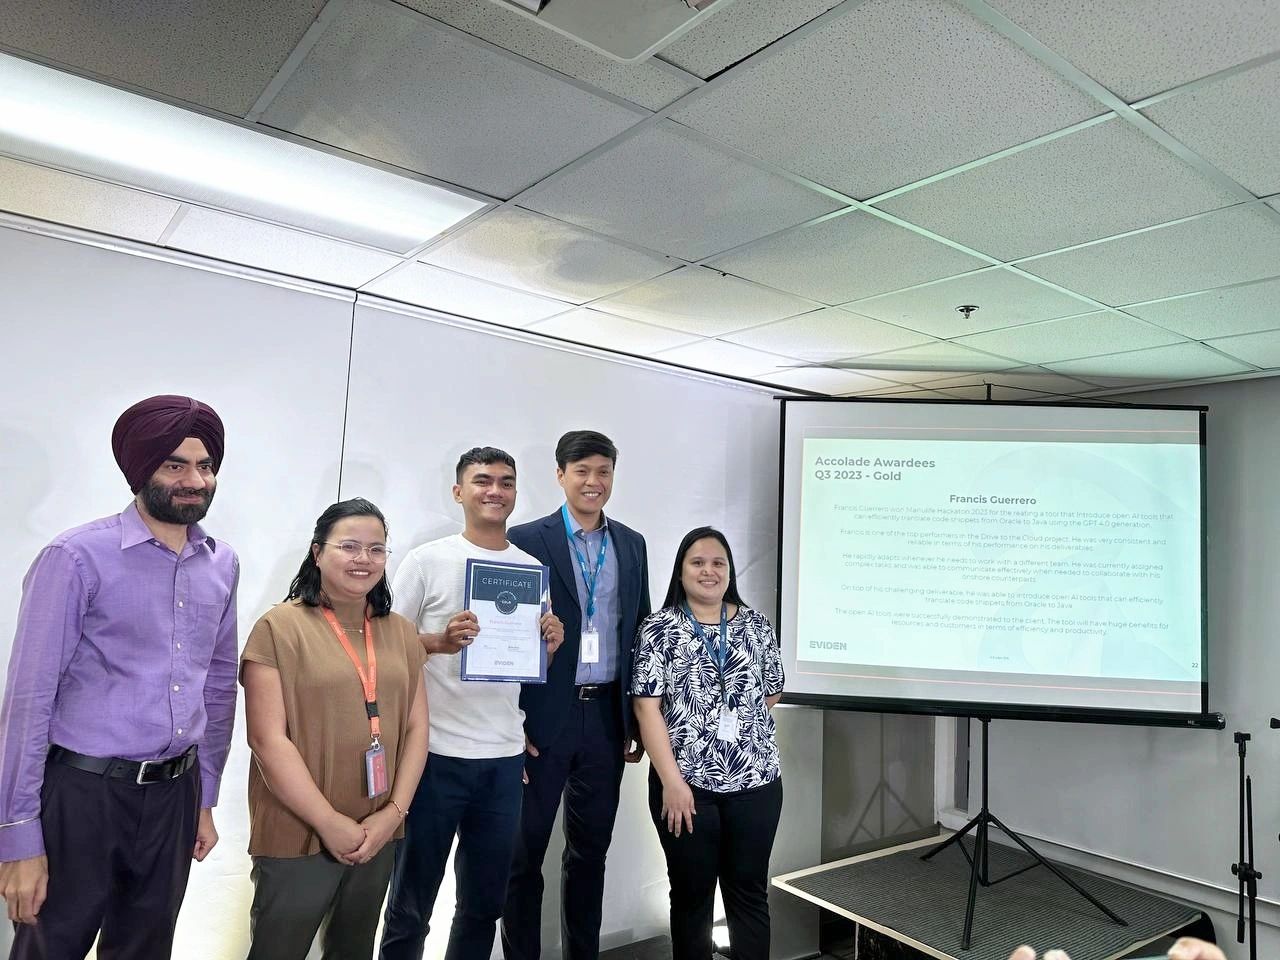 CERTIFICATE
Francis Guerrero
EVIDEN
Accolade Awardees
Q3 2023 - Gold
Francis Guerrero
Francis Guerrero won Manulife Hackaton 2023 for the reating a tool that introduce open AI tools that
can efficiently translate code snippets from Oracle to Java using the GPT 4.0 generation.
Francis is one of the top performers in the Drive to the Cloud project. He was very consistent and
reliable in terms of his performance on his deliverables.
He rapidly adapts whenever he needs to work with a different team. He was currently assigned
complex tasks and was able to communicate effectively when needed to collaborate with his
onshore counterparts.
On top of his challenging deliverable, he was able to introduce open AI tools that can efficiently
translate code snippets from Oracle to Java.
The open AI tools were successfully demonstrated to the client. The tool will have huge benefits for
resources and customers in terms of efficiency and productivity.
EVIDEN
22